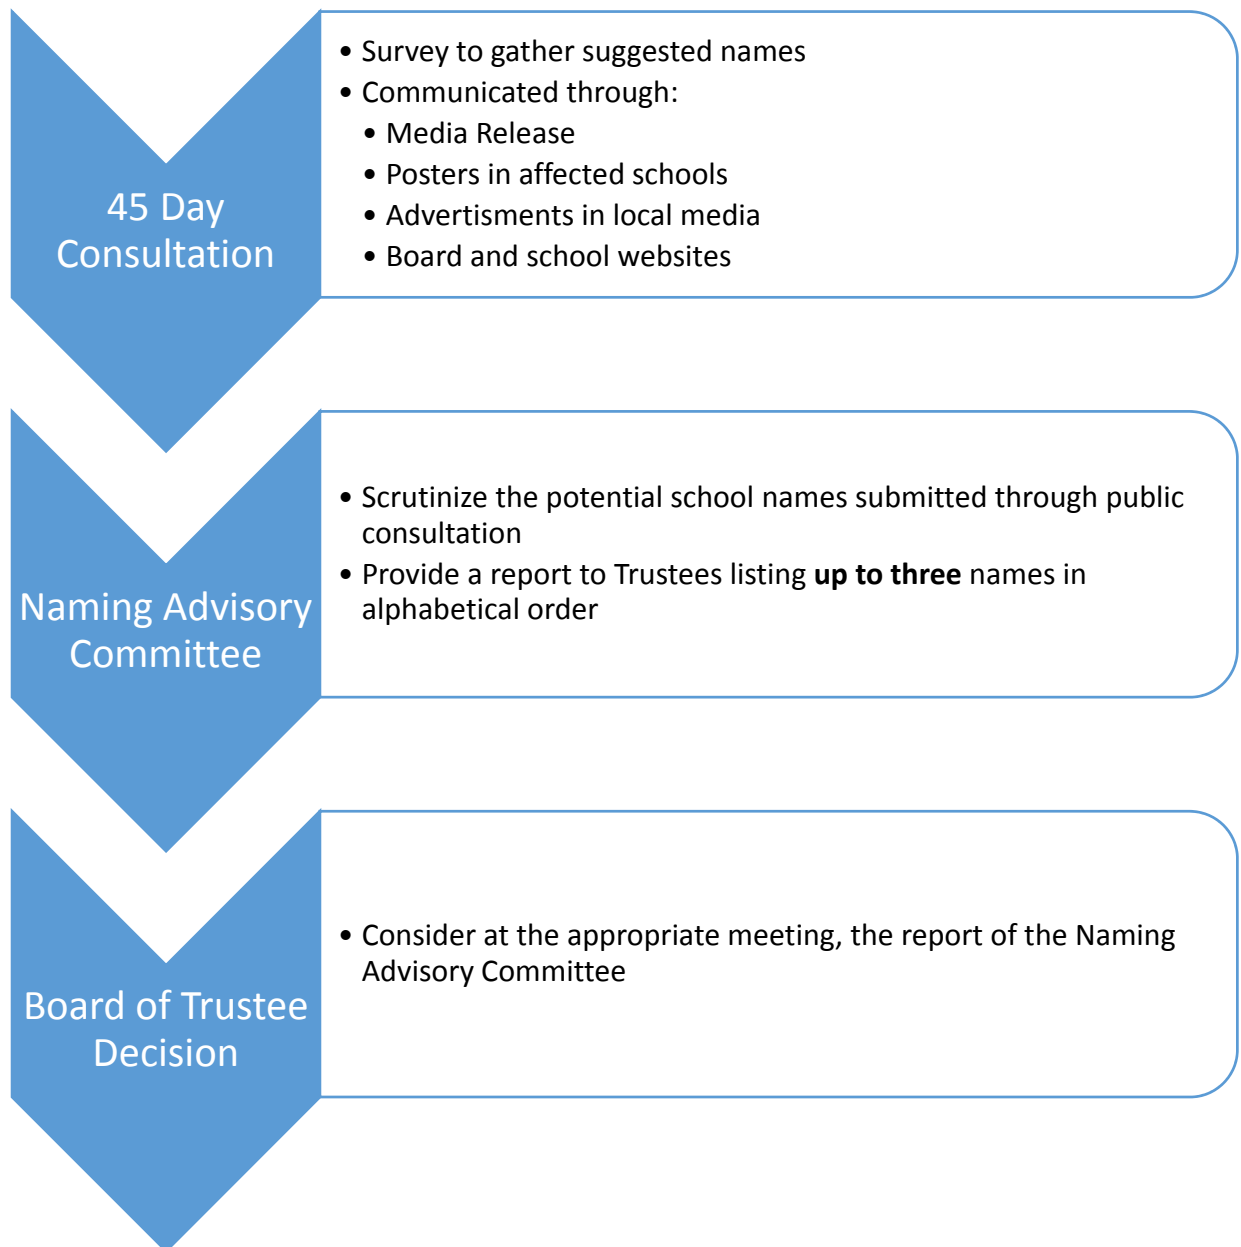 45 Day
Consultation
• Survey to gather suggested names
• Communicated through:
• Media Release
• Posters in affected schools
• Advertisments in local media
• Board and school websites
Naming Advisory
Committee
• Scrutinize the potential school names submitted through public
consultation
• Provide a report to Trustees listing up to three names in
alphabetical order
Board of Trustee
Decision
• Consider at the appropriate meeting, the report of the Naming
Advisory Committee